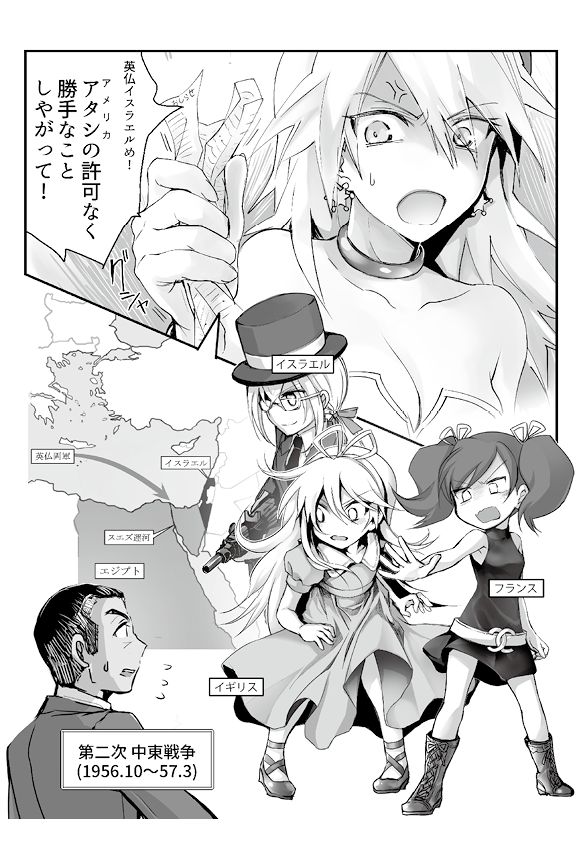 英仏イスラエルめ！
アタシの許可なく
アメリカ
勝手なこと
しやがって！
おしらせ
グシャ
イスラエル
英仏両軍
イスラエル
スエズ運河
エジプト
フランス
イギリス
第二次 中東戦争
(1956.10～57.3)